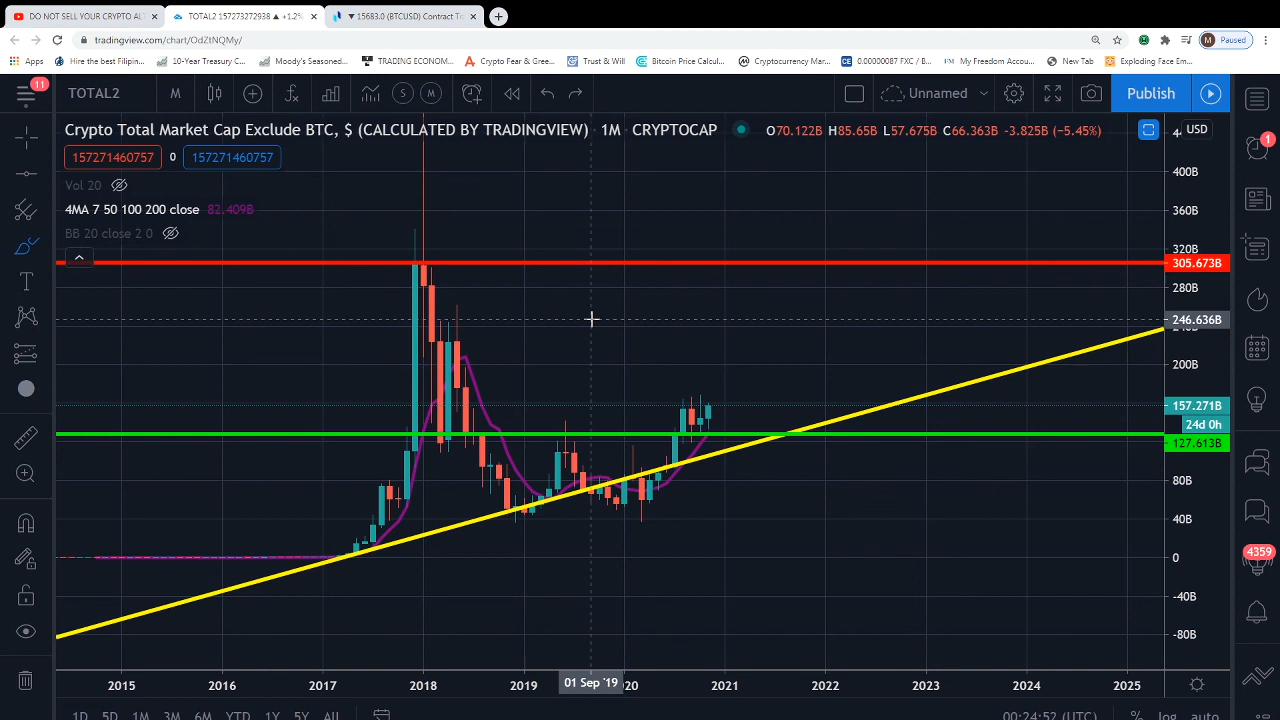 DO NOT SELL YOUR CRYPTO ALT
TOTAL2 157273272938 ▲ +1.2%
▼ 15683.0 (BTCUSD) Contract Tr
tradingview.com/chart/OdZtNQMy/
M Paused
Apps
Hire the best Filipin...
10-Year Treasury C...
Moody's Seasoned...
TRADING ECONOM...
Crypto Fear & Gree...
Trust & Will
Bitcoin Price Calcul...
Cryptocurrency Mar...
CE 0.00000087 FXC / B...
My Freedom Accou...
New Tab
Exploding Face Em...
11
TOTAL2
M
S
M
Unnamed
Publish
Crypto Total Market Cap Exclude BTC, $ (CALCULATED BY TRADINGVIEW) 1M CRYPTOCAP
O70.122B H85.65B L57.675B C66.363B -3.825B (−5.45%)
USD
1
157271460757 0 157271460757
Vol 20
4MA 7 50 100 200 close 82.409B
BB 20 close 2 0
400B
360B
320B
305.673B
280B
246.636B
200B
157.271B
24d 0h
127.613B
80B
40B
0
-40B
-80B
4359
2015 2016 2017 2018 2019 01 Sep '19 20 2021 2022 2023 2024 2025
1D 5D 1M 3M 6M YTD 1Y 5Y All
00:24:52 (UTC) % log auto